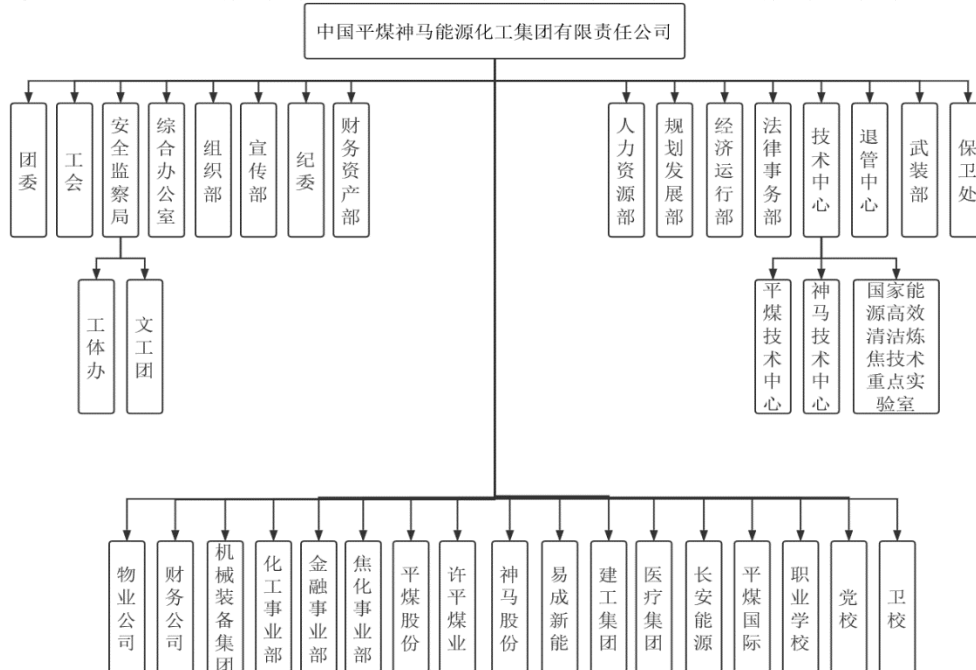 中国平煤神马能源化工集团有限责任公司
团委
工会
安全监察局
综合办公室
组织部
宣传部
纪委
财务资产部
人力资源部
规划发展部
经济运行部
法律事务部
技术中心
退管中心
武装部
保卫处
工体办
文工团
平煤技术中心
神马技术中心
国家能
源高效
清洁炼
焦技术
重点实
验室
物业公司
财务公司
机械装备集团
化工事业部
金融事业部
焦化事业部
平煤股份
许平煤业
神马股份
易成新能
建工集团
医疗集团
长安能源
平煤国际
职业学校
党校
卫校